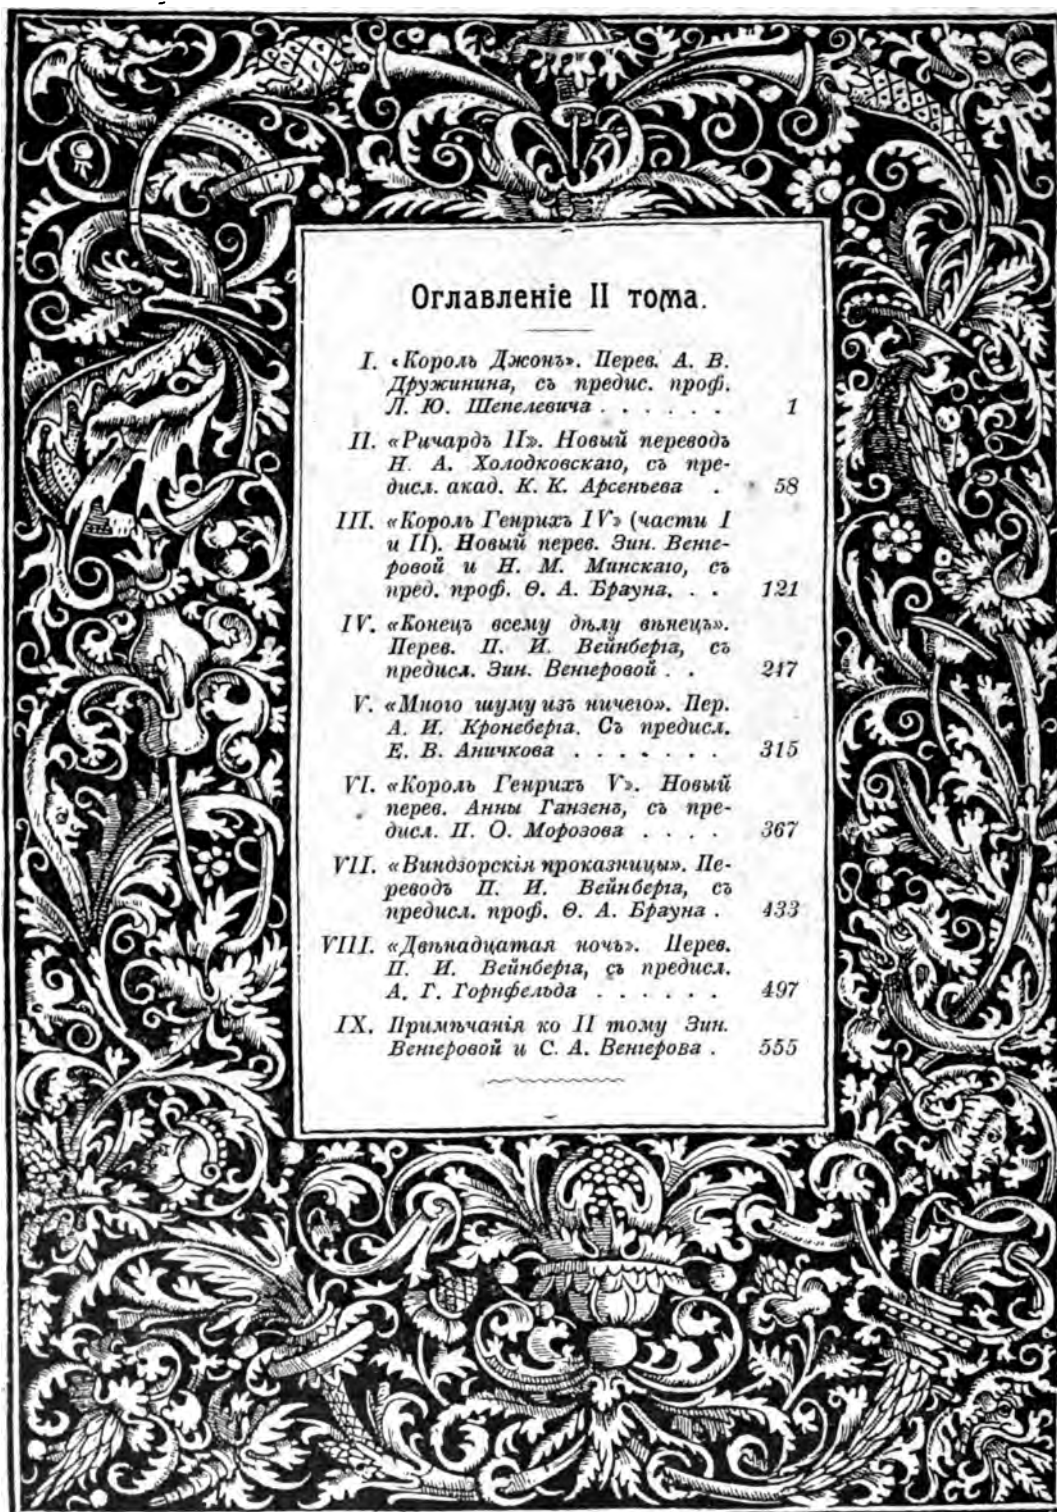 Оглавленіе II тома.
I. «Король Джонъ». Перев. А. В.
Дружинина, съ предис. проф.
Л. Ю. Шепелевича . . . . . . 1
II. «Ричардъ II». Новый переводъ
Н. А. Холодковскаго, съ пре-
дисл. акад. К. К. Арсеньева . 58
III. «Король Генрихъ IV» (части I
и II). Новый перев. Зин. Венге-
ровой и Н. М. Минскаго, съ
пред. проф. Ѳ. А. Брауна. . . 121
IV. «Конецъ всему дѣлу вѣнецъ».
Перев. П. И. Вейнберга, съ
предисл. Зин. Венгеровой . . 247
V. «Много шуму изъ ничего». Пер.
А. И. Кронеберга. Съ предисл.
Е. В. Аничкова . . . . . . . 315
VI. «Король Генрихъ V». Новый
перев. Анны Ганзенъ, съ пре-
дисл. П. О. Морозова . . . . 367
VII. «Виндзорскія проказницы». Пе-
реводъ П. И. Вейнберга, съ
предисл. проф. Ѳ. А. Брауна . 433
VIII. «Двѣнадцатая ночь». Перев.
П. И. Вейнберга, съ предисл.
А. Г. Горнфельда . . . . . . 497
IX. Примѣчанія ко II тому Зин.
Венгеровой и С. А. Венгерова . 555